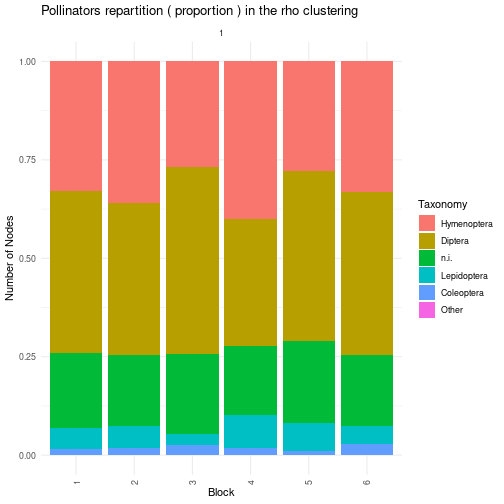 Pollinators repartition ( proportion ) in the rho clustering
1
1.00
0.75
0.50
0.25
0.00
Number of Nodes
1
2
3
4
5
6
Block
Taxonomy
Hymenoptera
Diptera
n.i.
Lepidoptera
Coleoptera
Other